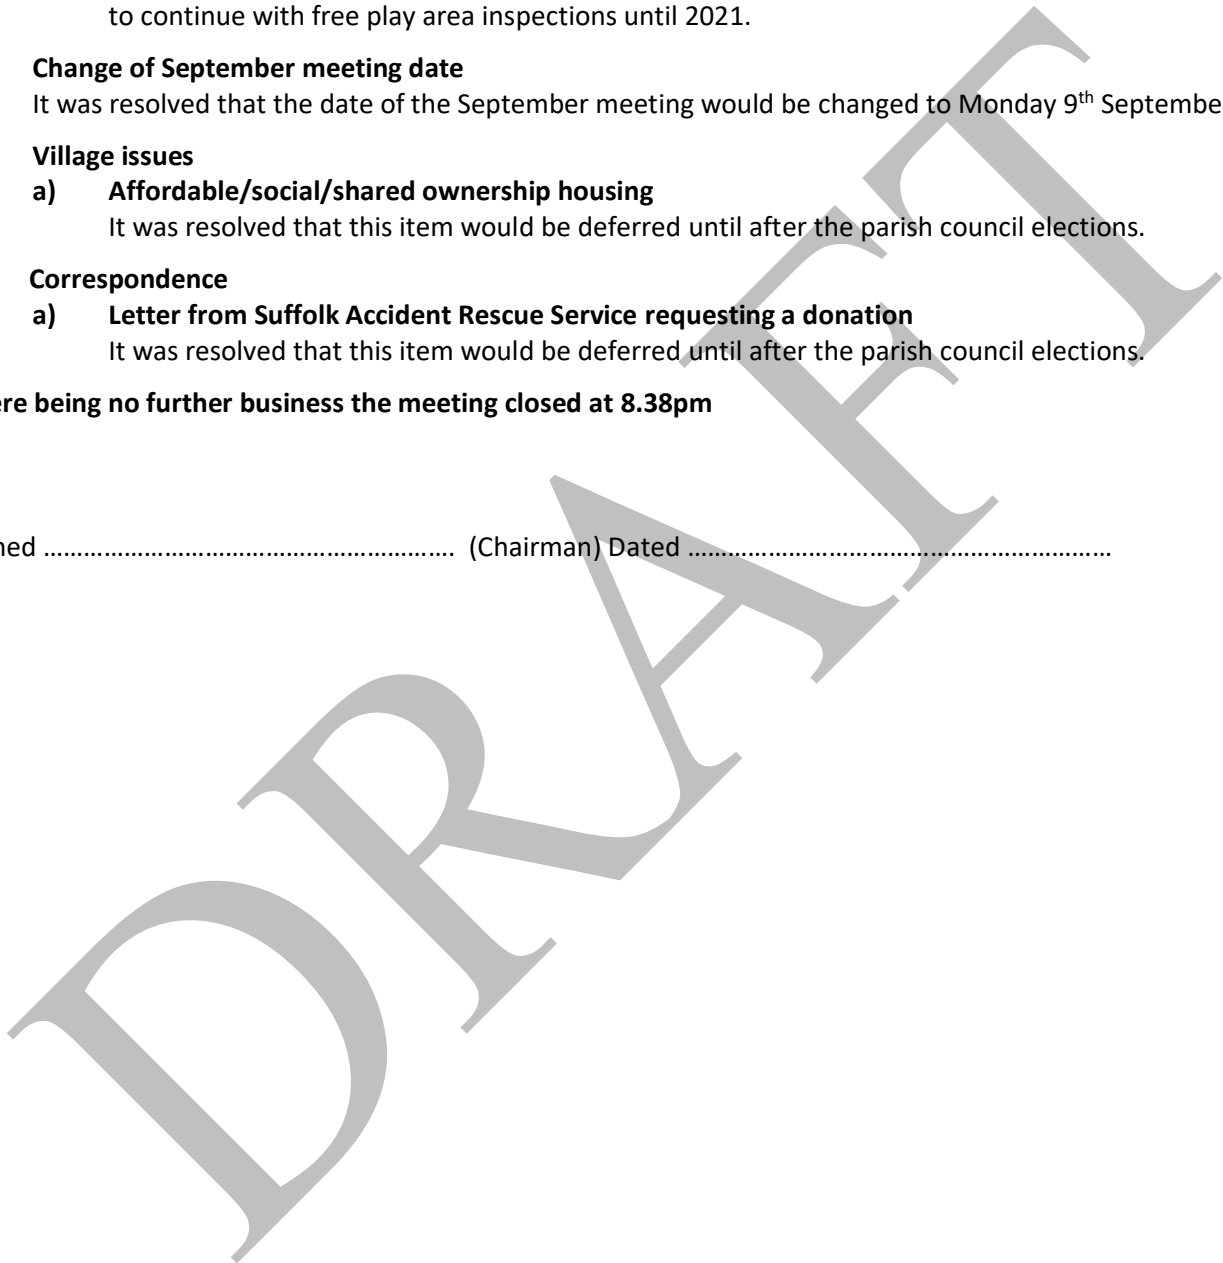 to continue with free play area inspections until 2021.
Change of September meeting date
It was resolved that the date of the September meeting would be changed to Monday 9th Septembe
Village issues
a) Affordable/social/shared ownership housing
It was resolved that this item would be deferred until after the parish council elections.
Correspondence
a) Letter from Suffolk Accident Rescue Service requesting a donation
It was resolved that this item would be deferred until after the parish council elections.
ere being no further business the meeting closed at 8.38pm
ned ……………………………………………………. (Chairman) Dated ………………………………………………………
DRAFT